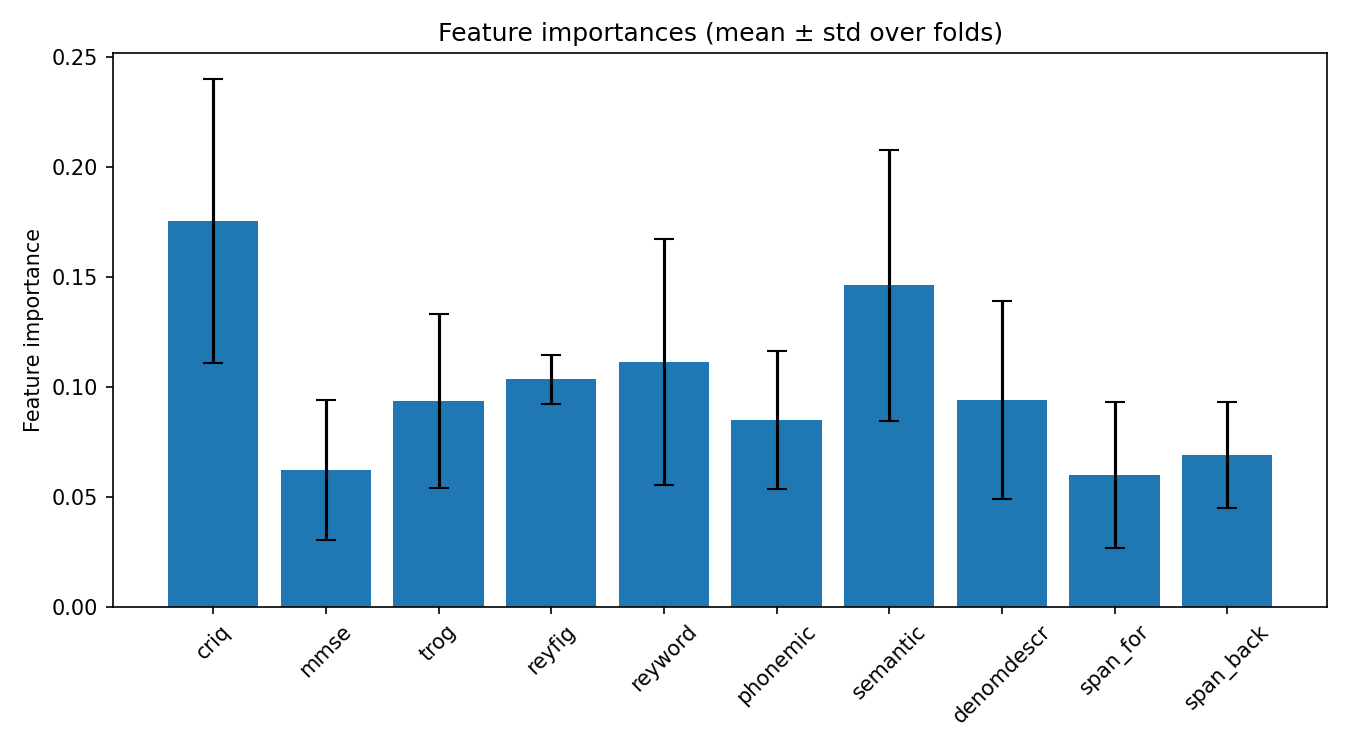 Feature importances (mean ± std over folds)
Feature importance
0.25
0.20
0.15
0.10
0.05
0.00
criq
mmse
trog
reyfig
reyword
phonemic
semantic
denomdescr
span_for
span_back